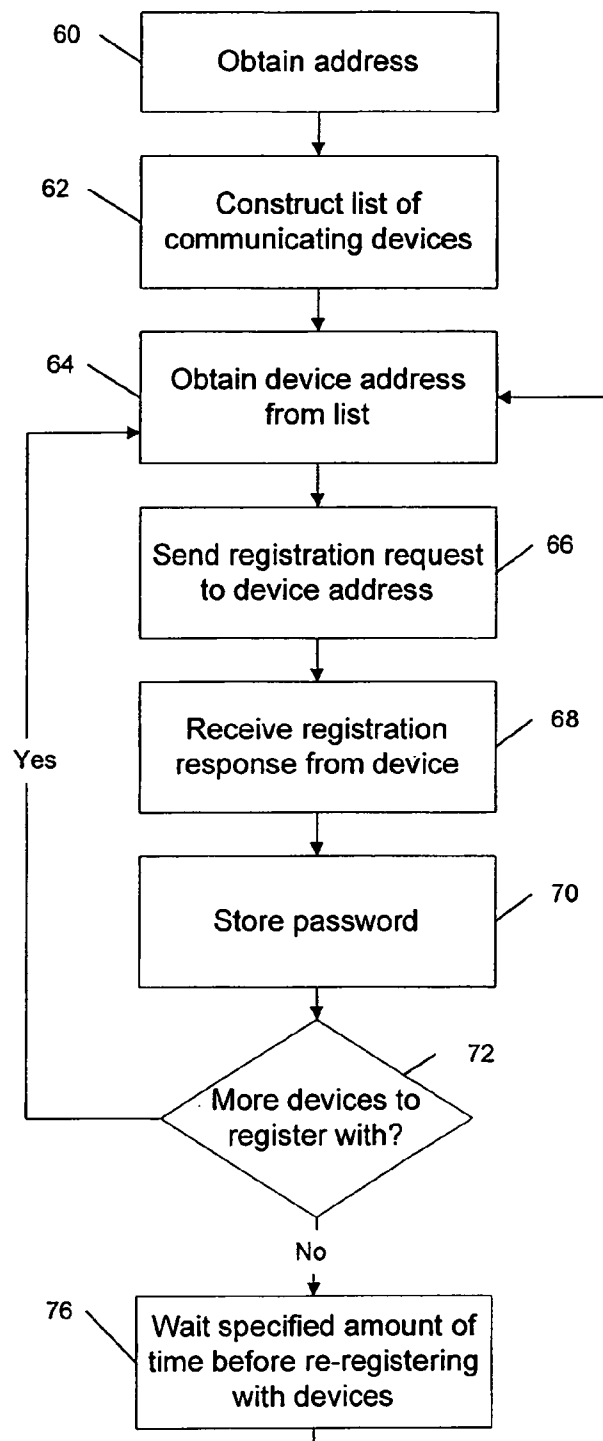 60
Obtain address
62
Construct list of
communicating devices
64
Obtain device address
from list
Send registration request
to device address
66
Receive registration
response from device
68
Yes
Store password
70
72
More devices to
register with?
No
76
Wait specified amount of
time before re-registering
with devices